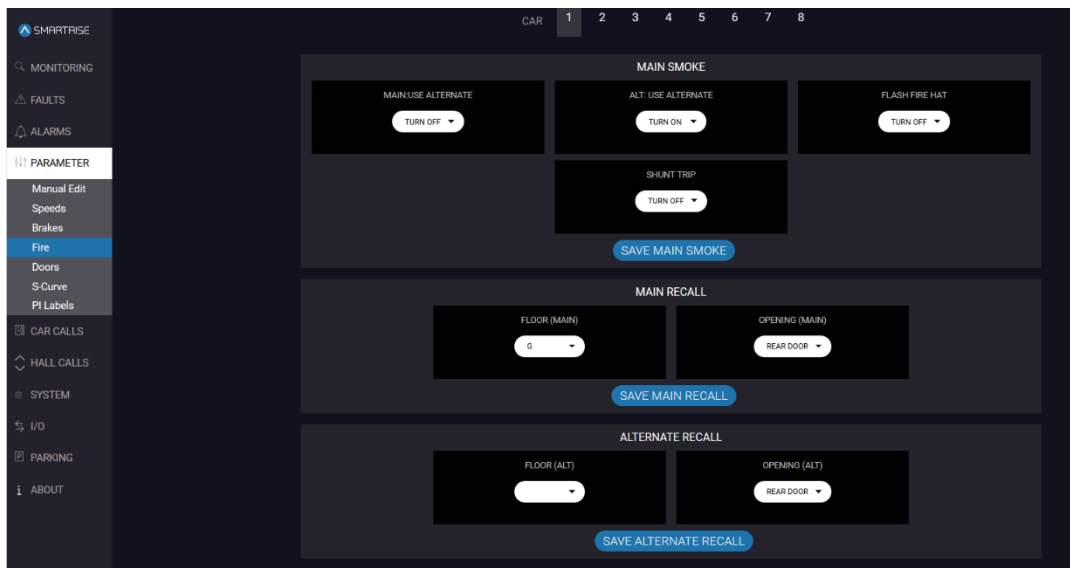 SMARTRISE
CAR 1 2 3 4 5 6 7 8
MONITORING
FAULTS
ALARMS
PARAMETER
Manual Edit
Speeds
Brakes
Fire
Doors
S-Curve
PI Labels
CAR CALLS
HALL CALLS
SYSTEM
I/O
PARKING
ABOUT
MAIN SMOKE
MAIN:USE ALTERNATE
TURN OFF
ALT: USE ALTERNATE
TURN ON
FLASH FIRE HAT
TURN OFF
SHUNT TRIP
TURN OFF
SAVE MAIN SMOKE
MAIN RECALL
FLOOR (MAIN)
G
OPENING (MAIN)
REAR DOOR
SAVE MAIN RECALL
ALTERNATE RECALL
FLOOR (ALT)
OPENING (ALT)
REAR DOOR
SAVE ALTERNATE RECALL